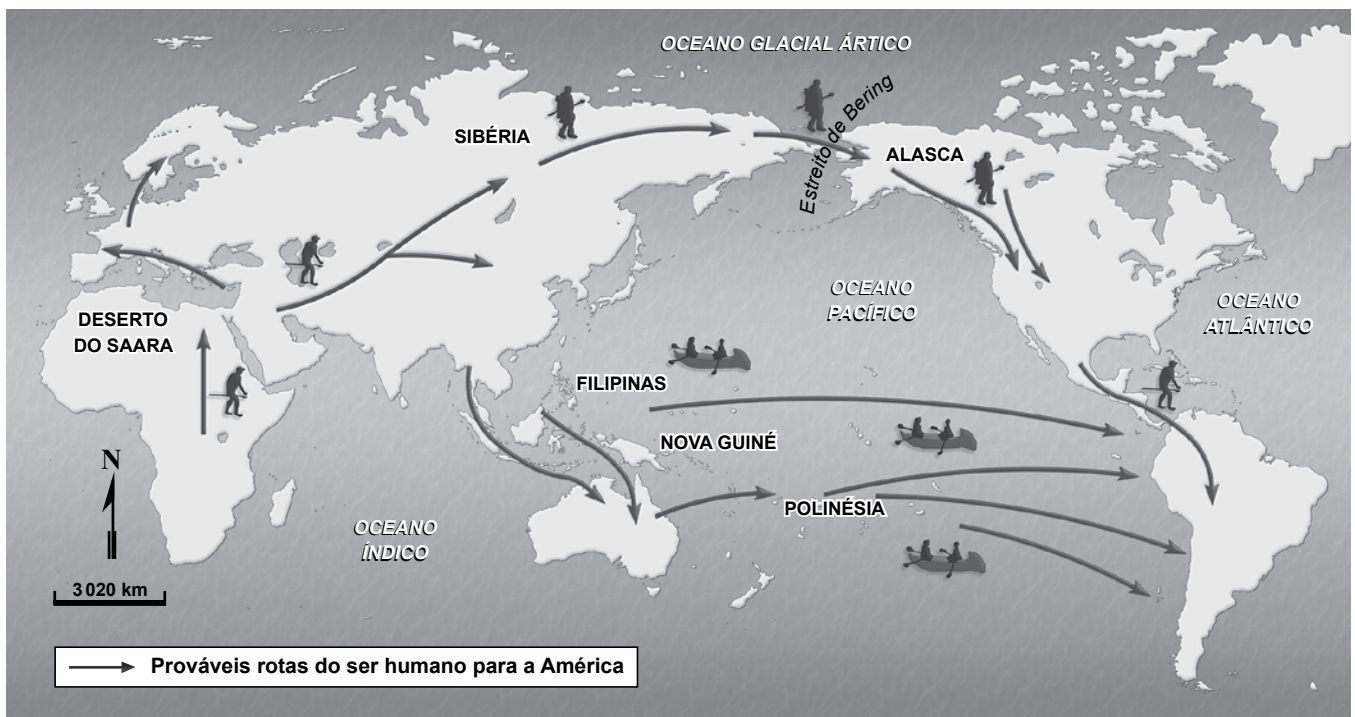 OCEANO GLACIAL ÁRTICO
Estreito de Bering
SIBÉRIA
ALASCA
OCEANO
PACÍFICO
OCEANO
ATLÂNTICO
DESERTO
DO SAARA
FILIPINAS
NOVA GUINÉ
N
POLINÉSIA
OCEANO
ÍNDICO
3 020 km
Prováveis rotas do ser humano para a América